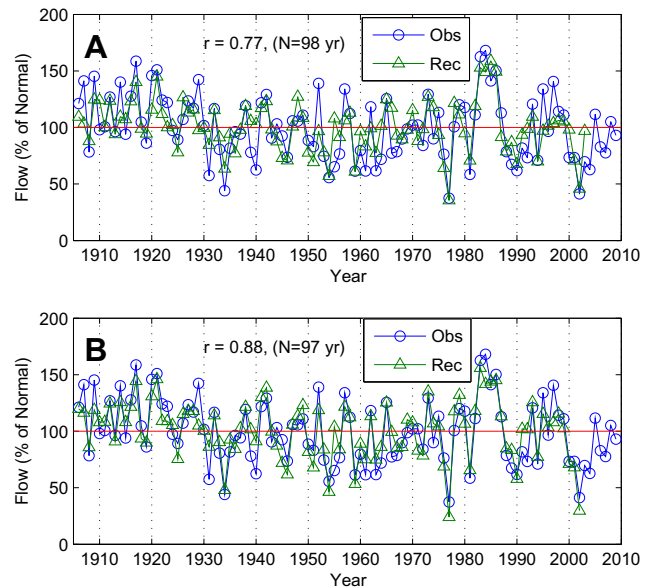 200
150
100
50
0
Flow (% of Normal)
A
r = 0.77, (N=98 yr)
Obs
Rec
1910 1920 1930 1940 1950 1960 1970 1980 1990 2000 2010
Year
200
150
100
50
0
Flow (% of Normal)
B
r = 0.88, (N=97 yr)
Obs
Rec
1910 1920 1930 1940 1950 1960 1970 1980 1990 2000 2010
Year